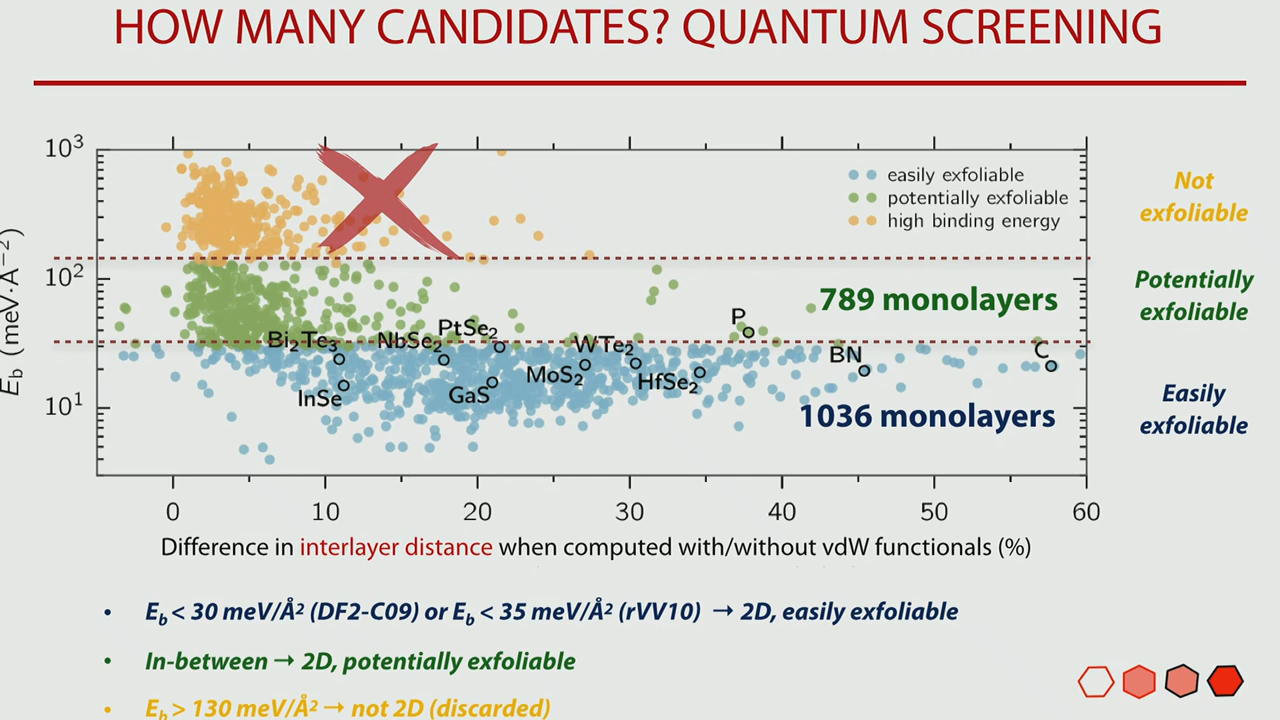 HOW MANY CANDIDATES? QUANTUM SCREENING
10³
10²
10¹
E_b (meV·Å⁻²)
easily exfoliable
potentially exfoliable
high binding energy
Not
exfoliable
Potentially
exfoliable
Easily
exfoliable
789 monolayers
1036 monolayers
P
PtSe₂
Bi₂Te₃
NbSe₂
WTe₂
BN
C
MoS₂
HfSe₂
InSe
GaS
0 10 20 30 40 50 60
Difference in interlayer distance when computed with/without vdW functionals (%)
• E_b < 30 meV/Å² (DF2-C09) or E_b < 35 meV/Å² (rVV10) → 2D, easily exfoliable
• In-between → 2D, potentially exfoliable
• E_b > 130 meV/Å² → not 2D (discarded)